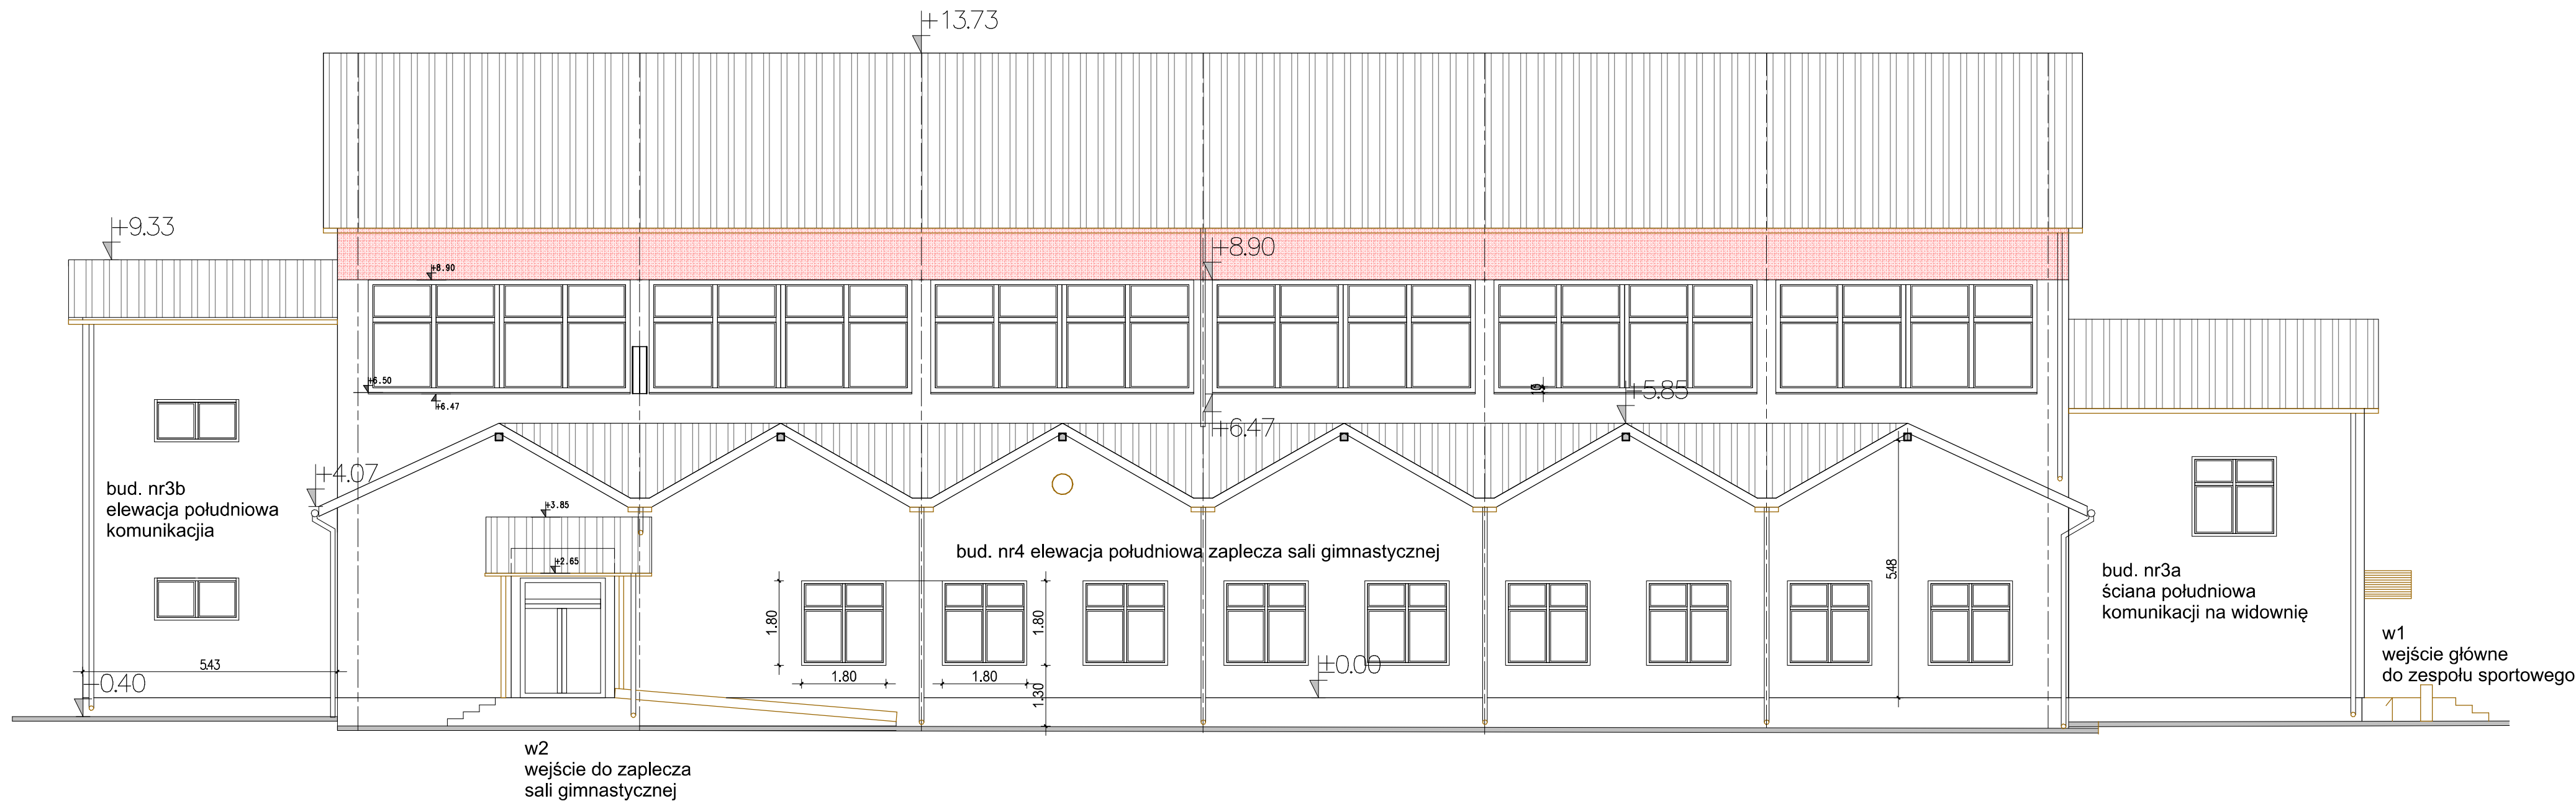 +13.73
+9.33
+8.90
+8.90
+6.50
+6.47
10
+5.85
+6.47
+4.07
bud. nr3b
elewacja południowa
komunikacjia
+3.85
+2.65
bud. nr4 elewacja południowa zaplecza sali gimnastycznej
5.48
bud. nr3a
ściana południowa
komunikacji na widownię
1.80
1.80
1.80
1.80
1.30
5.43
-0.40
+0.00
w1
wejście główne
do zespołu sportowego
w2
wejście do zaplecza
sali gimnastycznej